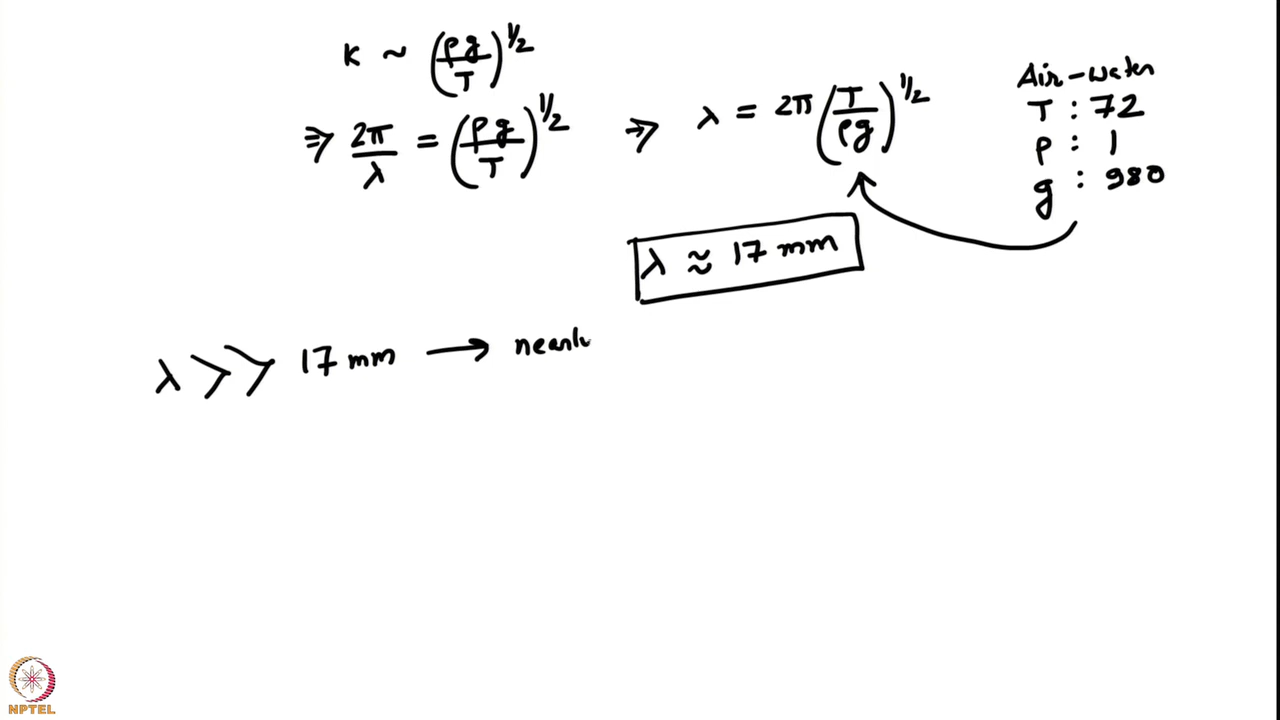 K ~ (ρg/T)^1/2
⇒ 2π/λ = (ρg/T)^1/2 ⇒ λ = 2π (T/ρg)^1/2
Air-water
T : 72
ρ : 1
g : 980
λ ≈ 17 mm
λ >> 17 mm → nearl
NPTEL